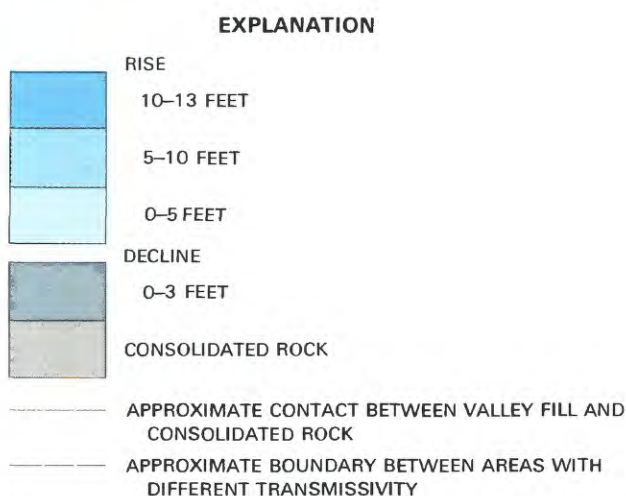 EXPLANATION
RISE
10–13 FEET
5–10 FEET
0–5 FEET
DECLINE
0–3 FEET
CONSOLIDATED ROCK
APPROXIMATE CONTACT BETWEEN VALLEY FILL AND
CONSOLIDATED ROCK
APPROXIMATE BOUNDARY BETWEEN AREAS WITH
DIFFERENT TRANSMISSIVITY